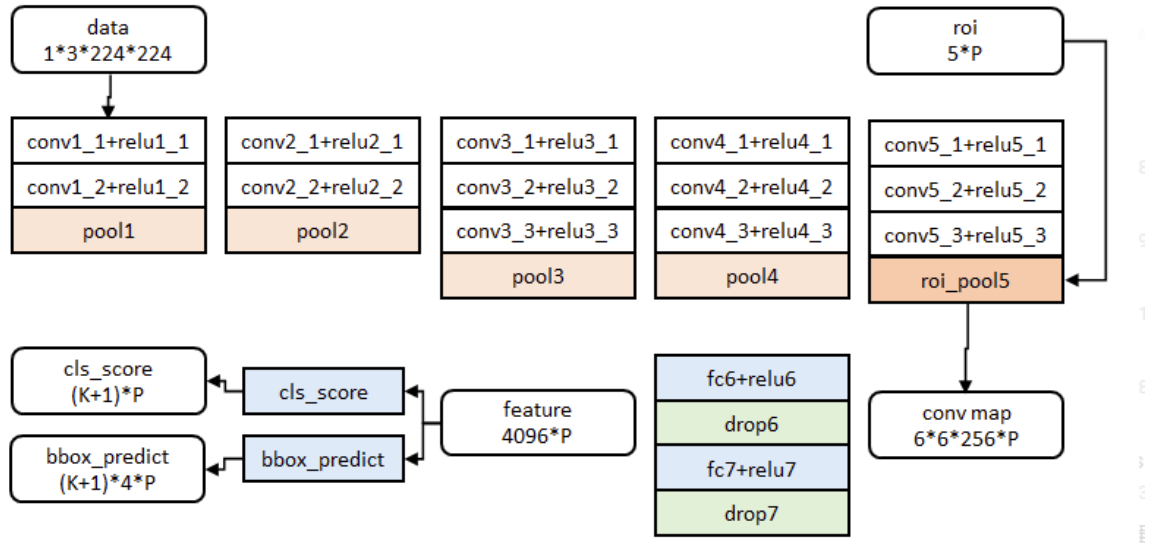 data
1*3*224*224
roi
5*P
conv1_1+relu1_1
conv1_2+relu1_2
pool1
conv2_1+relu2_1
conv2_2+relu2_2
pool2
conv3_1+relu3_1
conv3_2+relu3_2
conv3_3+relu3_3
pool3
conv4_1+relu4_1
conv4_2+relu4_2
conv4_3+relu4_3
pool4
conv5_1+relu5_1
conv5_2+relu5_2
conv5_3+relu5_3
roi_pool5
cls_score
(K+1)*P
bbox_predict
(K+1)*4*P
cls_score
bbox_predict
feature
4096*P
fc6+relu6
drop6
fc7+relu7
drop7
conv map
6*6*256*P